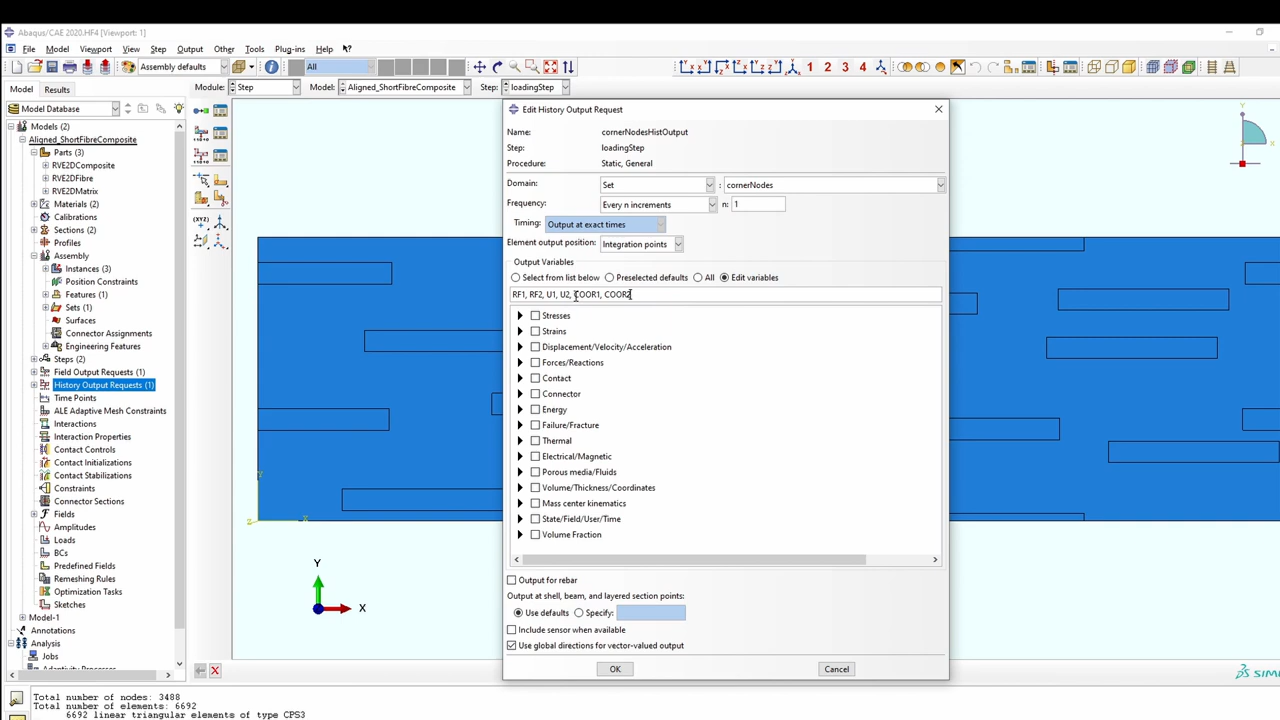 Abaqus/CAE 2020.HF4 [Viewport: 1]
File Model Viewport View Step Output Other Tools Plug-ins Help
Assembly defaults
All
1 2 3 4
Model Results
Module: Step Model: Aligned_ShortFibreComposite Step: loadingStep
Model Database
Models (2)
Aligned_ShortFibreComposite
Parts (3)
RVE2DComposite
RVE2DFibre
RVE2DMatrix
Materials (2)
Calibrations
Sections (2)
Profiles
Assembly
Instances (3)
Position Constraints
Features (1)
Sets (1)
Surfaces
Connector Assignments
Engineering Features
Steps (2)
Field Output Requests (1)
History Output Requests (1)
Time Points
ALE Adaptive Mesh Constraints
Interactions
Interaction Properties
Contact Controls
Contact Initializations
Contact Stabilizations
Constraints
Connector Sections
Fields
Amplitudes
Loads
BCs
Predefined Fields
Remeshing Rules
Optimization Tasks
Sketches
Model-1
Annotations
Analysis
Jobs
Edit History Output Request
Name: cornerNodesHistOutput
Step: loadingStep
Procedure: Static, General
Domain: Set : cornerNodes
Frequency: Every n increments n: 1
Timing: Output at exact times
Element output position: Integration points
Output Variables
Select from list below Preselected defaults All Edit variables
RF1, RF2, U1, U2, COOR1, COOR2
Stresses
Strains
Displacement/Velocity/Acceleration
Forces/Reactions
Contact
Connector
Energy
Failure/Fracture
Thermal
Electrical/Magnetic
Porous media/Fluids
Volume/Thickness/Coordinates
Mass center kinematics
State/Field/User/Time
Volume Fraction
Output for rebar
Output at shell, beam, and layered section points:
Use defaults Specify:
Include sensor when available
Use global directions for vector-valued output
OK Cancel
Y
X
Total number of nodes: 3488
Total number of elements: 6692
6692 linear triangular elements of type CPS3